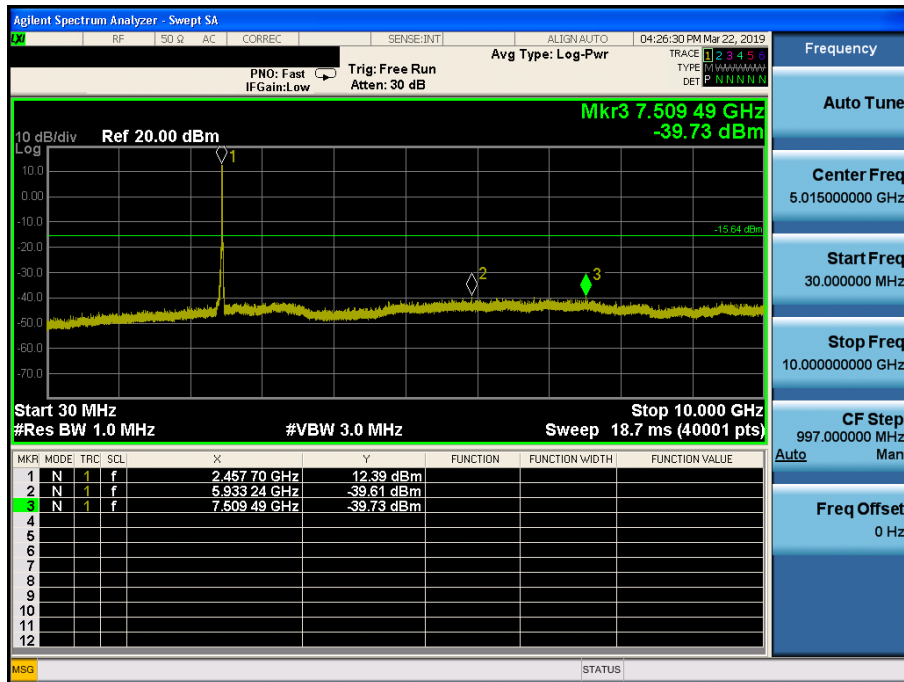 Agilent Spectrum Analyzer - Swept SA
LXI RF 50 Ω AC CORREC SENSE:INT ALIGN AUTO 04:26:30 PM Mar 22, 2019
Frequency
PNO: Fast
IFGain:Low
Trig: Free Run
Atten: 30 dB
Avg Type: Log-Pwr
TRACE 1 2 3 4 5 6
TYPE M WWWWW
DET P N N N N N
Auto Tune
Mkr3 7.509 49 GHz
-39.73 dBm
10 dB/div Ref 20.00 dBm
Log
1
10.0
0.00
-10.0
-15.64 dBm
-20.0
-30.0
2
3
-40.0
-50.0
-60.0
-70.0
Center Freq
5.015000000 GHz
Start Freq
30.000000 MHz
Stop Freq
10.000000000 GHz
Start 30 MHz Stop 10.000 GHz
#Res BW 1.0 MHz #VBW 3.0 MHz Sweep 18.7 ms (40001 pts)
CF Step
997.000000 MHz
Auto Man
MKR MODE TRC SCL X Y FUNCTION FUNCTION WIDTH FUNCTION VALUE
1 N 1 f 2.457 70 GHz 12.39 dBm
2 N 1 f 5.933 24 GHz -39.61 dBm
3 N 1 f 7.509 49 GHz -39.73 dBm
4
5
6
7
8
9
10
11
12
Freq Offset
0 Hz
MSG STATUS